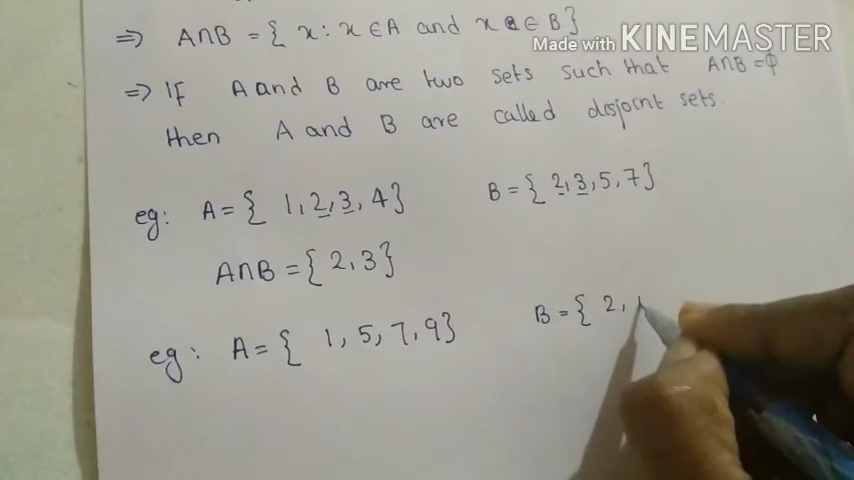 ⇒ A∩B = { x : x ∈ A and x ∈ B}
Made with KINEMASTER
⇒ If A and B are two sets such that A∩B = φ
then A and B are called disjoint sets.
eg: A = { 1, 2, 3, 4} B = { 2, 3, 5, 7}
A∩B = { 2, 3}
eg: A = { 1, 5, 7, 9} B = { 2,